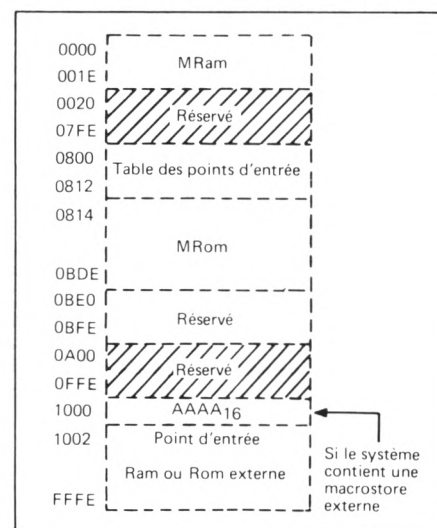 0000
MRam
001E
0020
Réservé
07FE
0800
Table des points d'entrée
0812
0814
MRom
0BDE
0BE0
Réservé
0BFE
0A00
Réservé
0FFE
1000
AAAA16
1002
Point d'entrée
Si le système
contient une
macrostore
externe
Ram ou Rom externe
FFFE